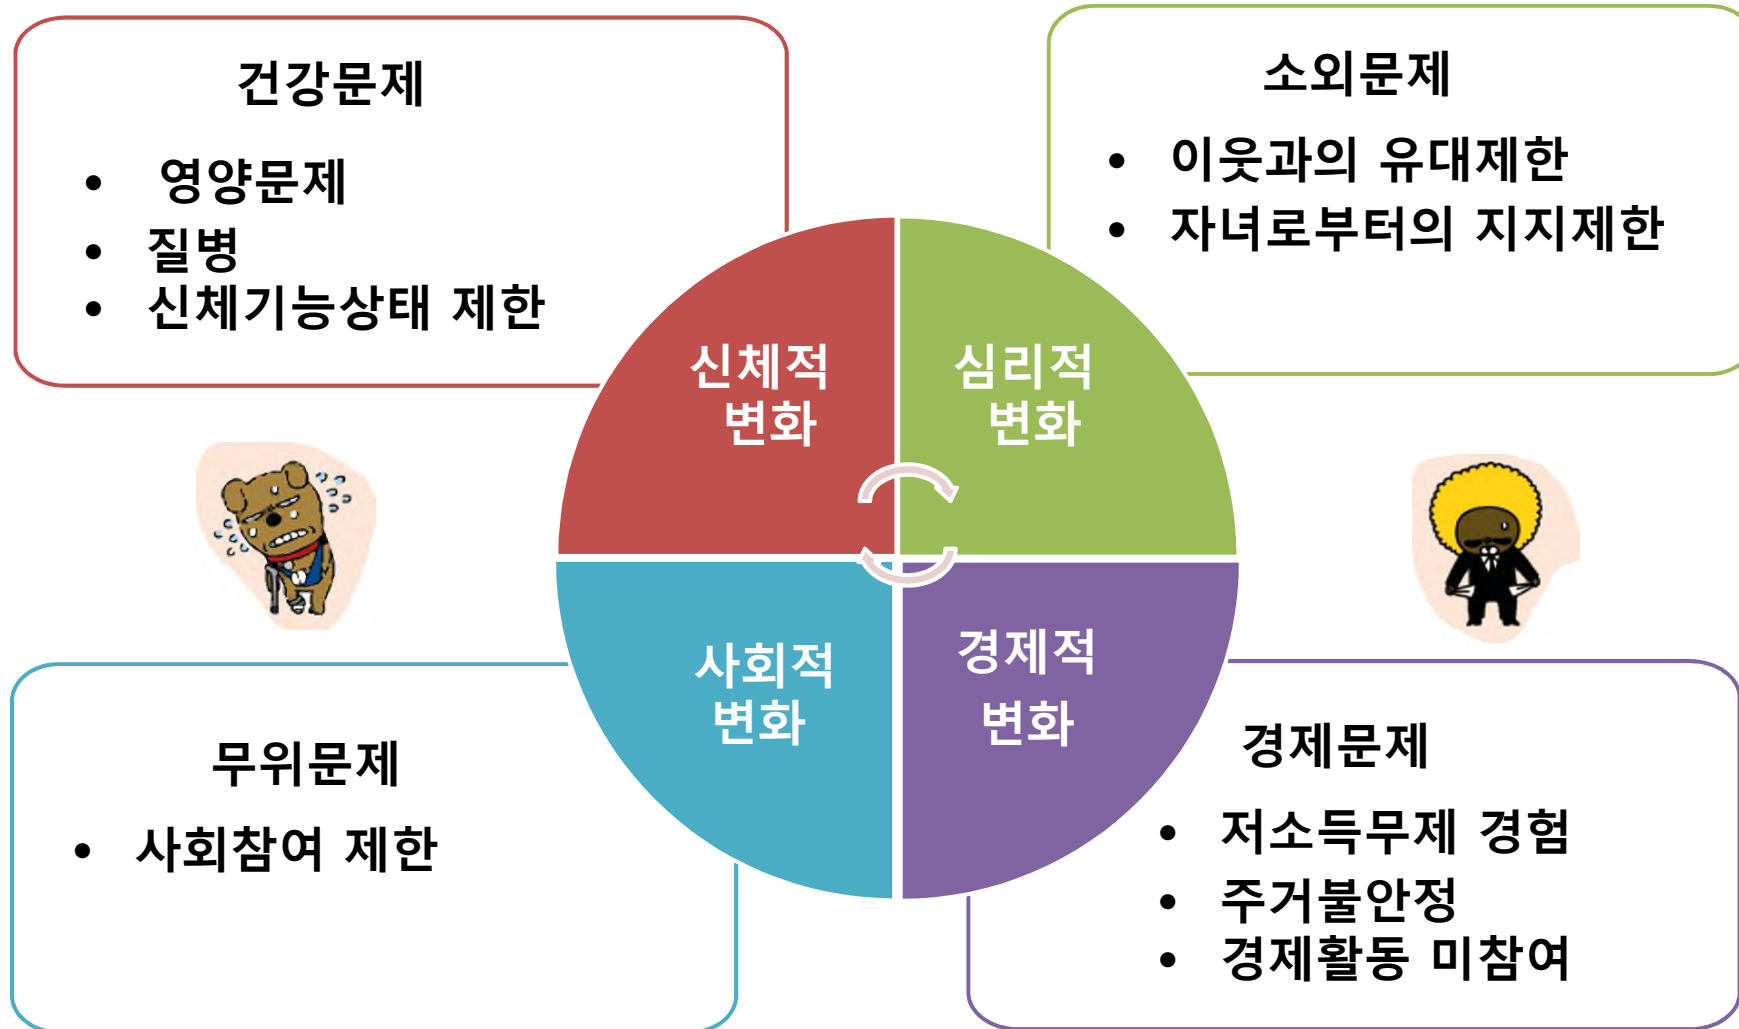 건강문제
• 영양문제
• 질병
• 신체기능상태 제한
소외문제
• 이웃과의 유대제한
• 자녀로부터의 지지제한
신체적
변화
심리적
변화
사회적
변화
경제적
변화
무위문제
• 사회참여 제한
경제문제
• 저소득무제 경험
• 주거불안정
• 경제활동 미참여